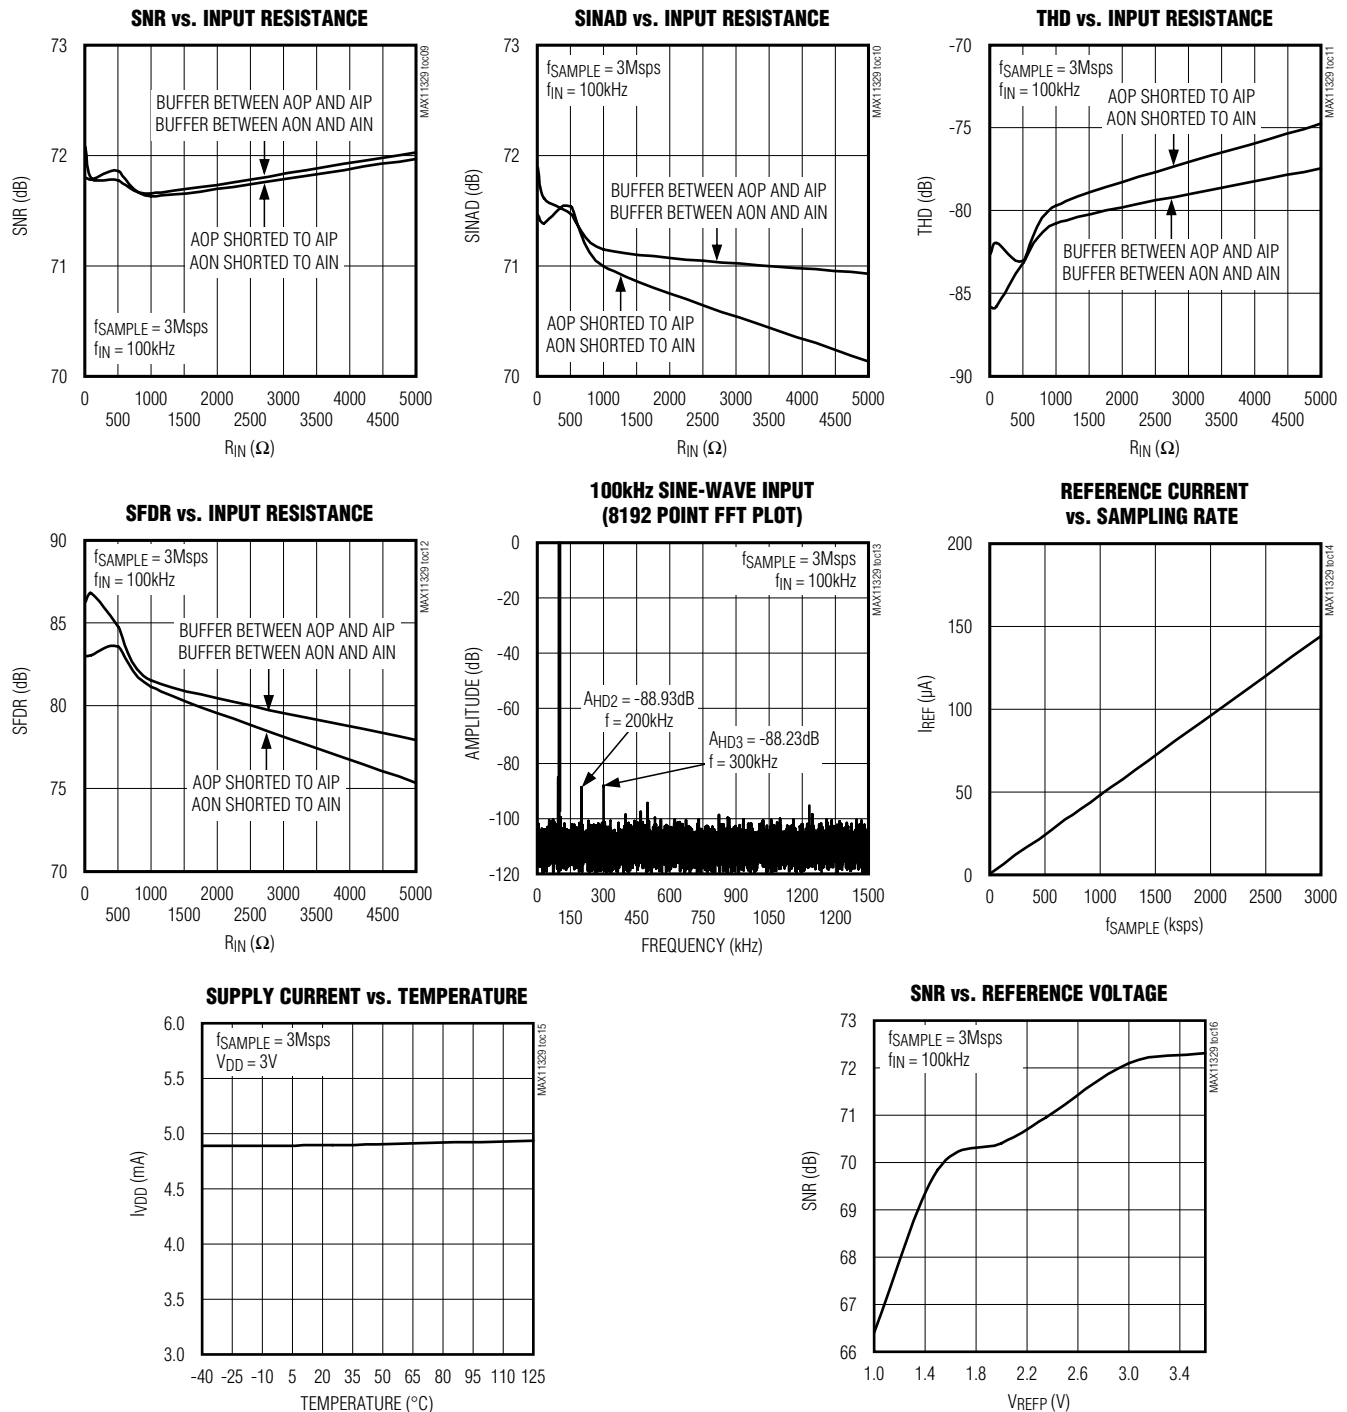 SNR vs. INPUT RESISTANCE
73
72
71
70
SNR (dB)
BUFFER BETWEEN AOP AND AIP
BUFFER BETWEEN AON AND AIN
AOP SHORTED TO AIP
AON SHORTED TO AIN
fSAMPLE = 3Msps
fIN = 100kHz
MAX11329 toc09
0 1000 2000 3000 4000 5000
500 1500 2500 3500 4500
RIN (Ω)
SINAD vs. INPUT RESISTANCE
73
72
71
70
SINAD (dB)
fSAMPLE = 3Msps
fIN = 100kHz
BUFFER BETWEEN AOP AND AIP
BUFFER BETWEEN AON AND AIN
AOP SHORTED TO AIP
AON SHORTED TO AIN
MAX11329 toc10
0 1000 2000 3000 4000 5000
500 1500 2500 3500 4500
RIN (Ω)
THD vs. INPUT RESISTANCE
-70
-75
-80
-85
-90
THD (dB)
fSAMPLE = 3Msps
fIN = 100kHz
AOP SHORTED TO AIP
AON SHORTED TO AIN
BUFFER BETWEEN AOP AND AIP
BUFFER BETWEEN AON AND AIN
MAX11329 toc11
0 1000 2000 3000 4000 5000
500 1500 2500 3500 4500
RIN (Ω)
SFDR vs. INPUT RESISTANCE
90
85
80
75
70
SFDR (dB)
fSAMPLE = 3Msps
fIN = 100kHz
BUFFER BETWEEN AOP AND AIP
BUFFER BETWEEN AON AND AIN
AOP SHORTED TO AIP
AON SHORTED TO AIN
MAX11329 toc12
0 1000 2000 3000 4000 5000
500 1500 2500 3500 4500
RIN (Ω)
100kHz SINE-WAVE INPUT
(8192 POINT FFT PLOT)
0
-20
-40
-60
-80
-100
-120
AMPLITUDE (dB)
fSAMPLE = 3Msps
fIN = 100kHz
AHD2 = -88.93dB
f = 200kHz
AHD3 = -88.23dB
f = 300kHz
MAX11329 toc13
0 300 600 900 1200 1500
150 450 750 1050 1200
FREQUENCY (kHz)
REFERENCE CURRENT
vs. SAMPLING RATE
200
150
100
50
0
IREF (µA)
MAX11329 toc14
0 500 1000 1500 2000 2500 3000
fSAMPLE (ksps)
SUPPLY CURRENT vs. TEMPERATURE
6.0
5.5
5.0
4.5
4.0
3.5
3.0
IVDD (mA)
fSAMPLE = 3Msps
VDD = 3V
MAX11329 toc15
-40 -25 -10 5 20 35 50 65 80 95 110 125
TEMPERATURE (°C)
SNR vs. REFERENCE VOLTAGE
73
72
71
70
69
68
67
66
SNR (dB)
fSAMPLE = 3Msps
fIN = 100kHz
MAX11329 toc16
1.0 1.4 1.8 2.2 2.6 3.0 3.4
VREFP (V)